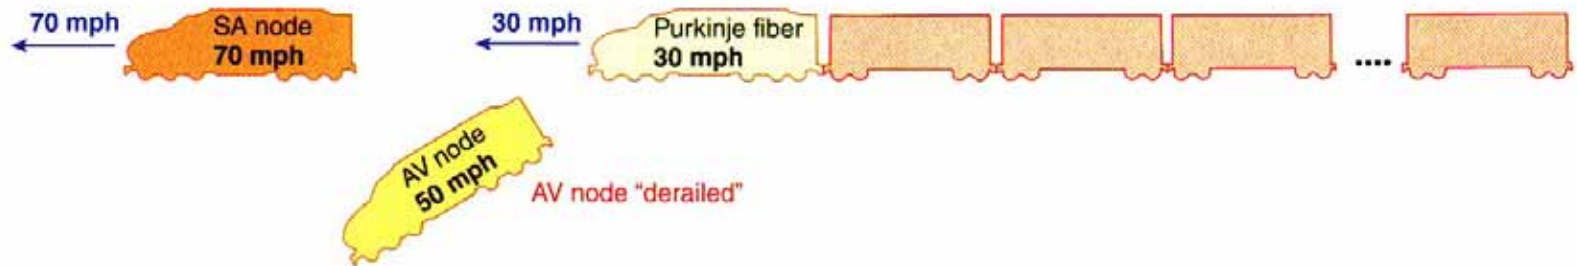 70 mph
SA node
70 mph
30 mph
Purkinje fiber
30 mph
....
AV node
50 mph
AV node “derailed”